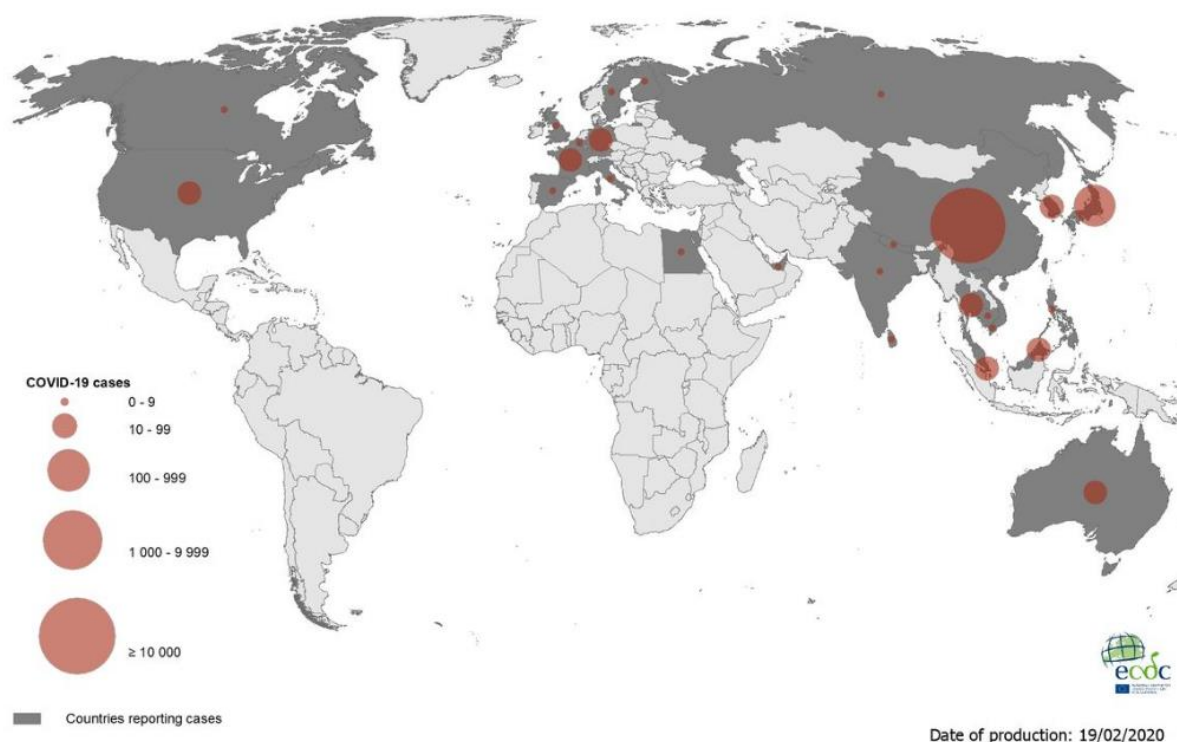 COVID-19 cases
0 - 9
10 - 99
100 - 999
1 000 - 9 999
≥ 10 000
Countries reporting cases
ecdc
Date of production: 19/02/2020